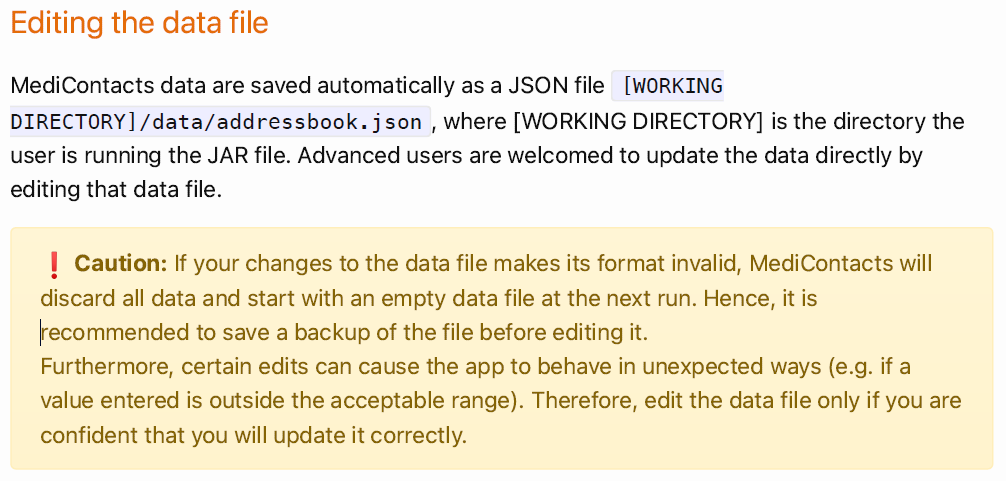 Editing the data file
MediContacts data are saved automatically as a JSON file [WORKING
DIRECTORY]/data/addressbook.json, where [WORKING DIRECTORY] is the directory the
user is running the JAR file. Advanced users are welcomed to update the data directly by
editing that data file.
❗ Caution: If your changes to the data file makes its format invalid, MediContacts will
discard all data and start with an empty data file at the next run. Hence, it is
recommended to save a backup of the file before editing it.
Furthermore, certain edits can cause the app to behave in unexpected ways (e.g. if a
value entered is outside the acceptable range). Therefore, edit the data file only if you are
confident that you will update it correctly.